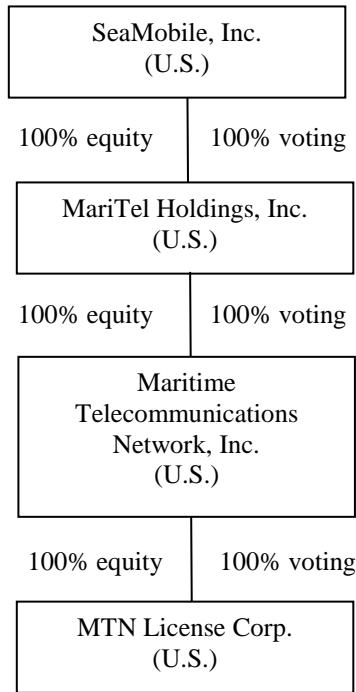 SeaMobile, Inc.
(U.S.)
100% equity 100% voting
MariTel Holdings, Inc.
(U.S.)
100% equity 100% voting
Maritime
Telecommunications
Network, Inc.
(U.S.)
100% equity 100% voting
MTN License Corp.
(U.S.)